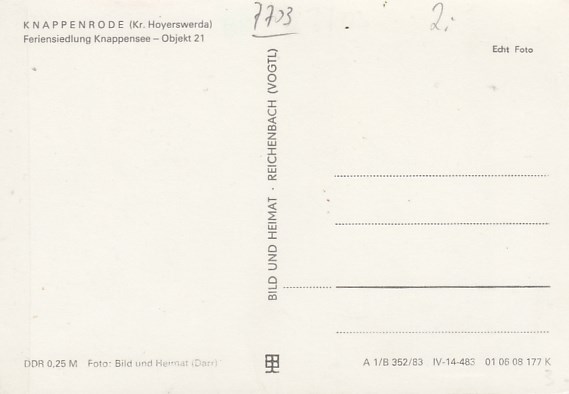 7703
2.
KNAPPENRODE (Kr. Hoyerswerda)
Feriensiedlung Knappensee – Objekt 21
Echt Foto
BILD UND HEIMAT · REICHENBACH (VOGTL)
DDR 0,25 M Foto: Bild und Heimat (Darr)
A 1/B 352/83 IV-14-483 01 06 08 177 K